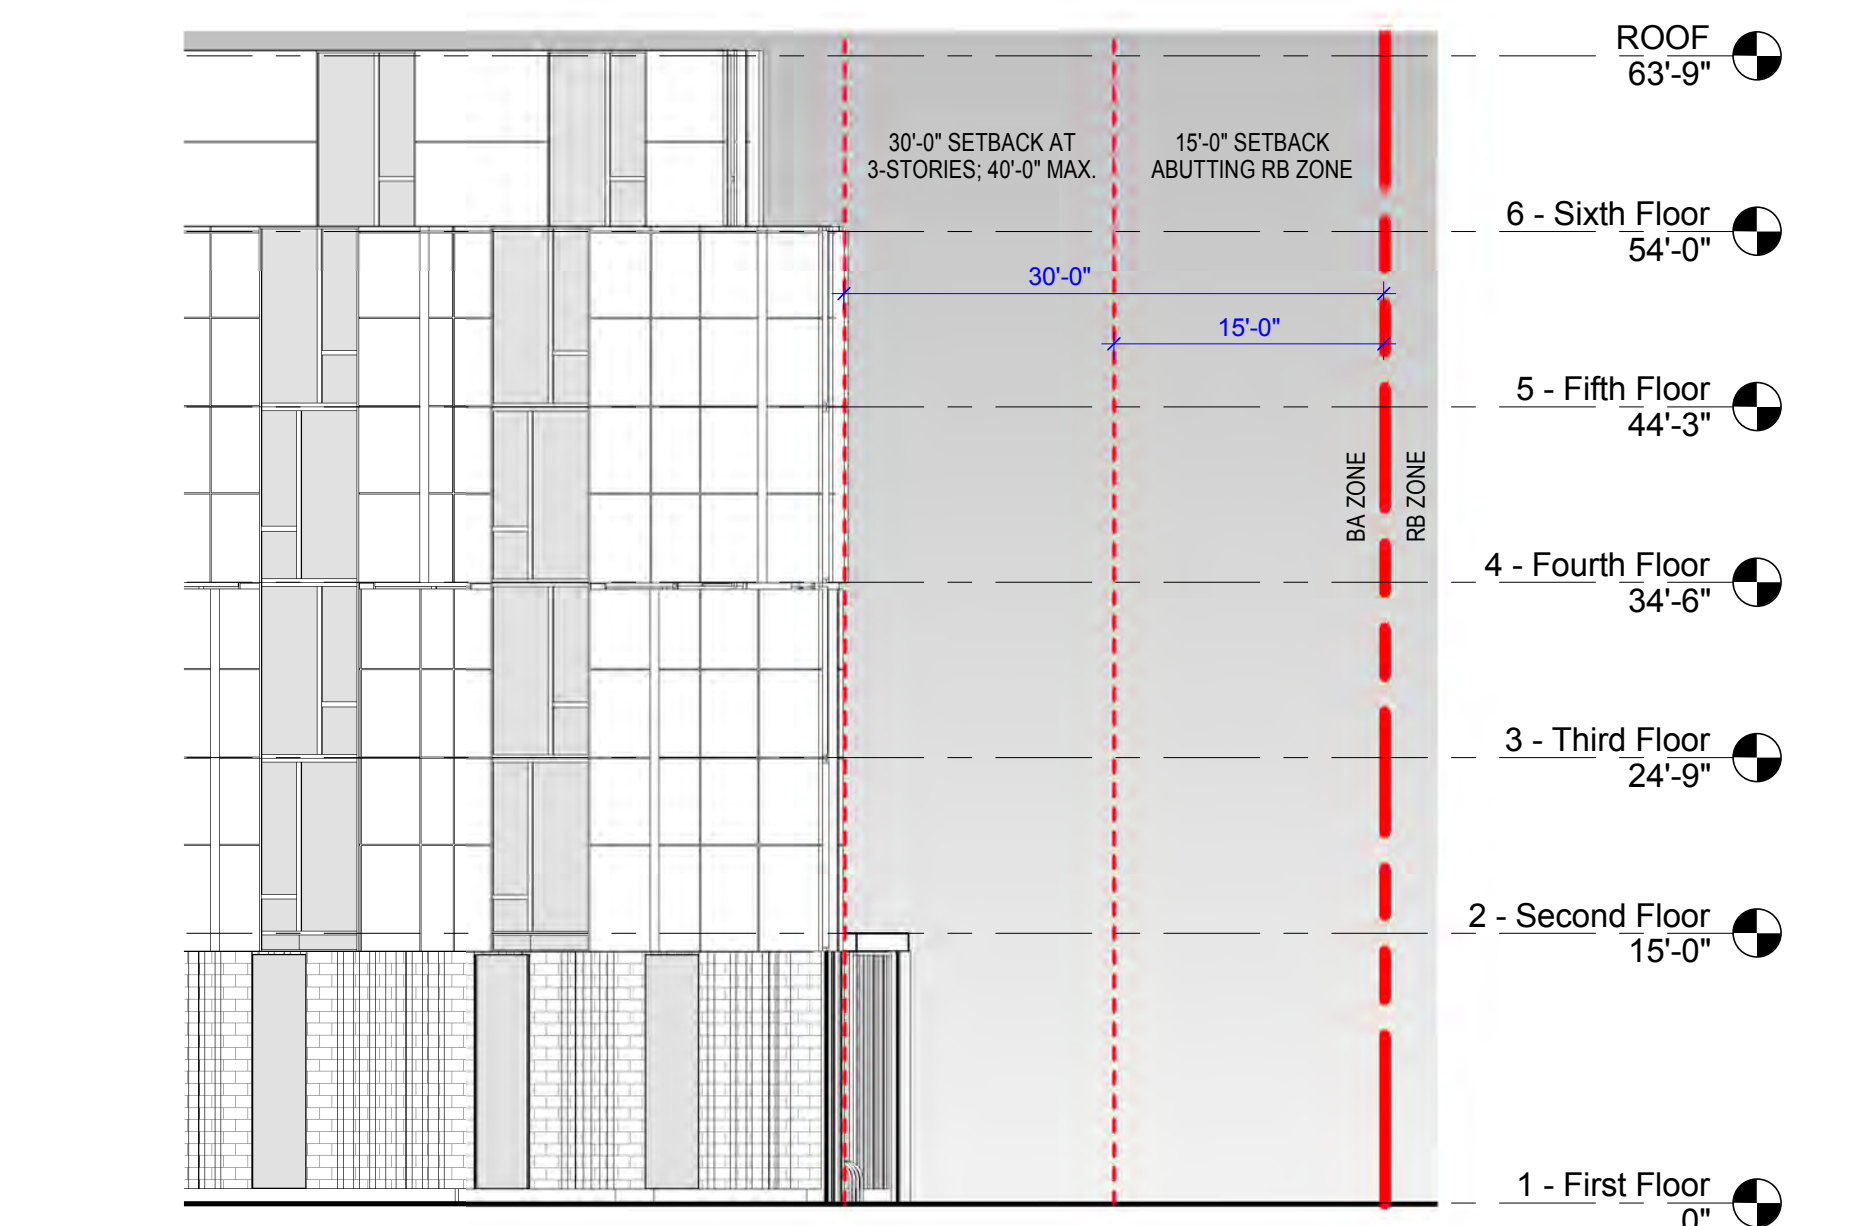 ROOF
63'-9"
30'-0" SETBACK AT
3-STORIES; 40'-0" MAX.
15'-0" SETBACK
ABUTTING RB ZONE
6 - Sixth Floor
54'-0"
30'-0"
15'-0"
5 - Fifth Floor
44'-3"
BA ZONE
RB ZONE
4 - Fourth Floor
34'-6"
3 - Third Floor
24'-9"
2 - Second Floor
15'-0"
1 - First Floor
0"